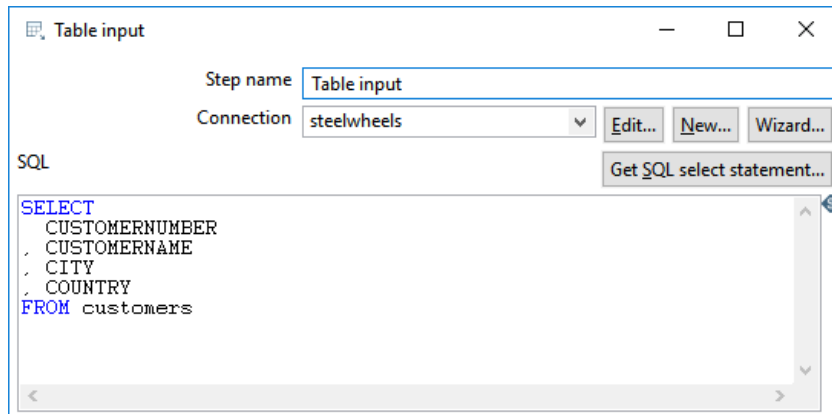 Table input
Step name Table input
Connection steelwheels Edit... New... Wizard...
SQL Get SQL select statement...
SELECT
  CUSTOMERNUMBER
, CUSTOMERNAME
, CITY
, COUNTRY
FROM customers